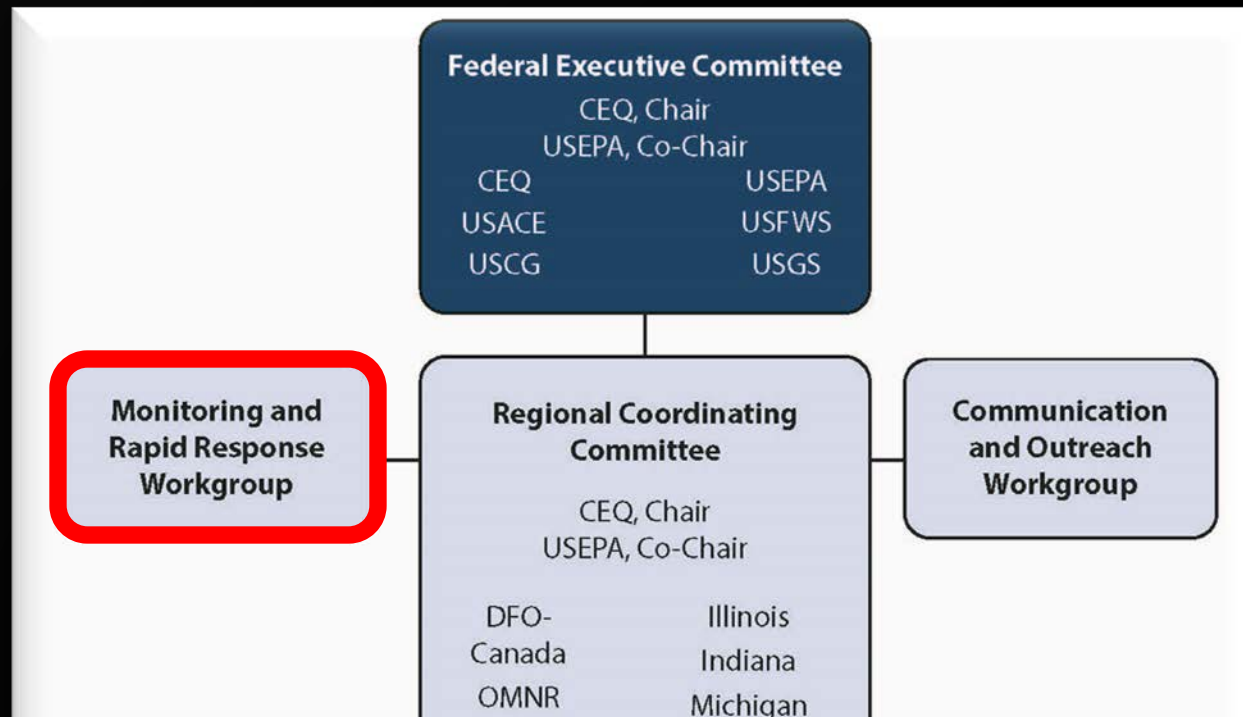 Federal Executive Committee
CEQ, Chair
USEPA, Co-Chair
CEQ USEPA
USACE USFWS
USCG USGS
Monitoring and
Rapid Response
Workgroup
Regional Coordinating
Committee
CEQ, Chair
USEPA, Co-Chair
DFO- Illinois
Canada Indiana
OMNR Michigan
Communication
and Outreach
Workgroup